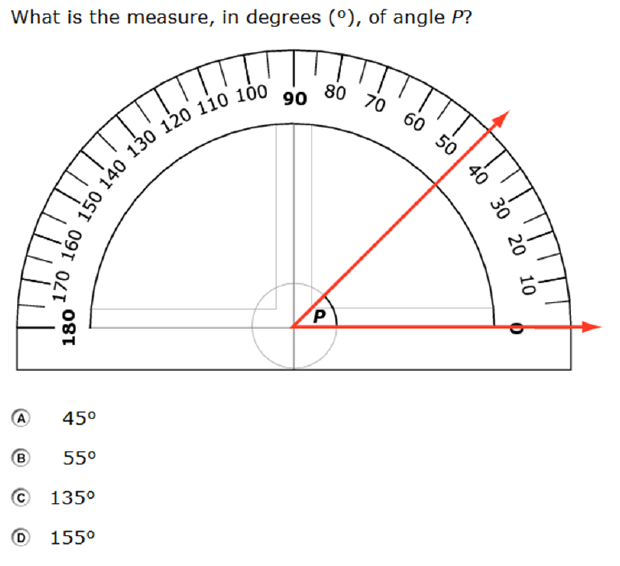 What is the measure, in degrees (º), of angle P?
180 170 160 150 140 130 120 110 100 90 80 70 60 50 40 30 20 10 0
P
A 45º
B 55º
C 135º
D 155º